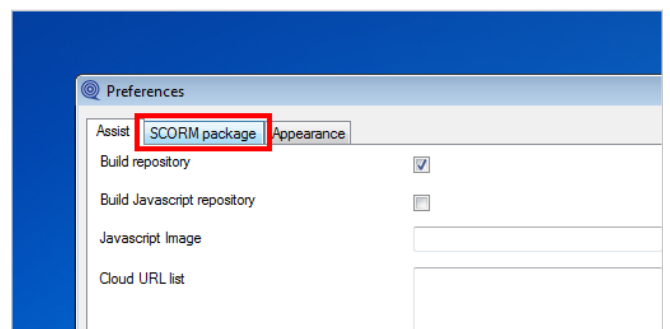 Preferences
Assist SCORM package Appearance
Build repository
Build Javascript repository
Javascript Image
Cloud URL list